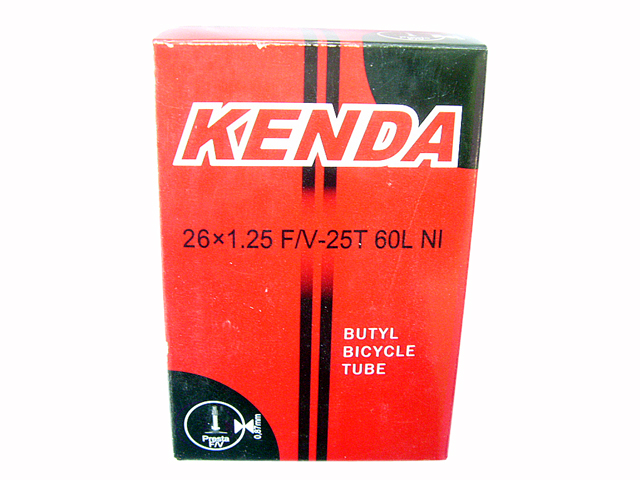 KENDA
26×1.25 F/V-25T 60L NI
BUTYL
BICYCLE
TUBE
Presta
F/V
0,87mm